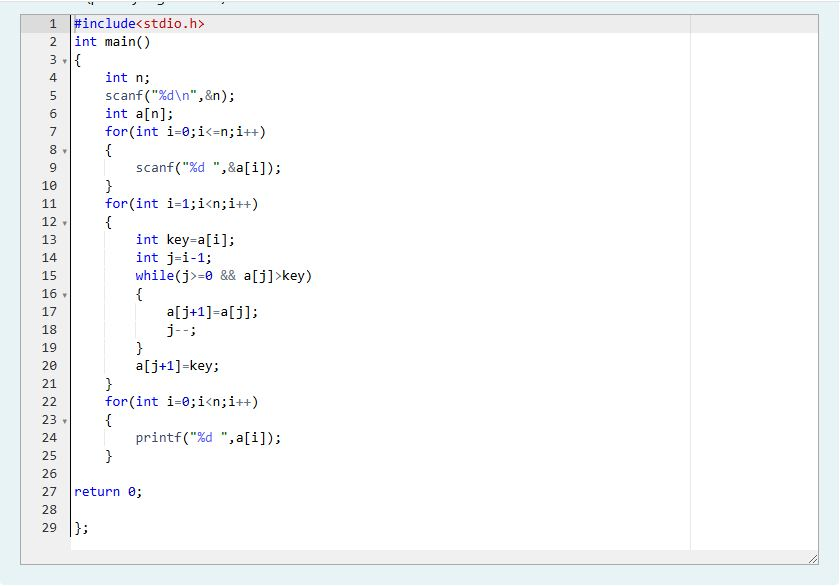 1 #include<stdio.h>
2 int main()
3 {
4 int n;
5 scanf("%d\n",&n);
6 int a[n];
7 for(int i=0;i<=n;i++)
8 {
9 scanf("%d ",&a[i]);
10 }
11 for(int i=1;i<n;i++)
12 {
13 int key=a[i];
14 int j=i-1;
15 while(j>=0 && a[j]>key)
16 {
17 a[j+1]=a[j];
18 j--;
19 }
20 a[j+1]=key;
21 }
22 for(int i=0;i<n;i++)
23 {
24 printf("%d ",a[i]);
25 }
26
27 return 0;
28
29 };